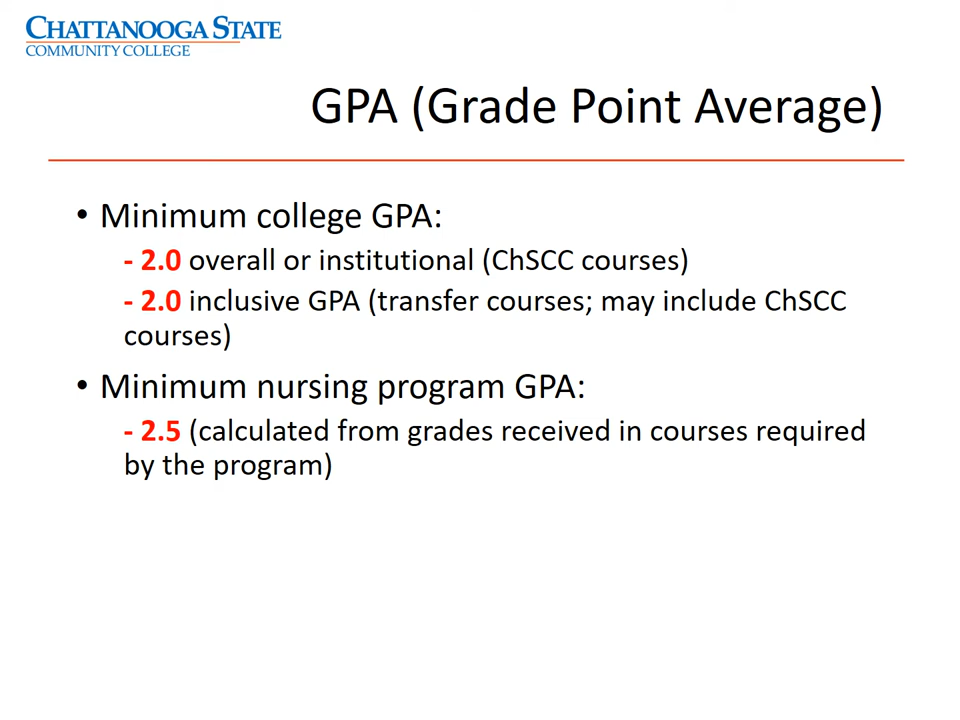 CHATTANOOGA STATE
COMMUNITY COLLEGE
GPA (Grade Point Average)
• Minimum college GPA:
- 2.0 overall or institutional (ChSCC courses)
- 2.0 inclusive GPA (transfer courses; may include ChSCC
courses)
• Minimum nursing program GPA:
- 2.5 (calculated from grades received in courses required
by the program)